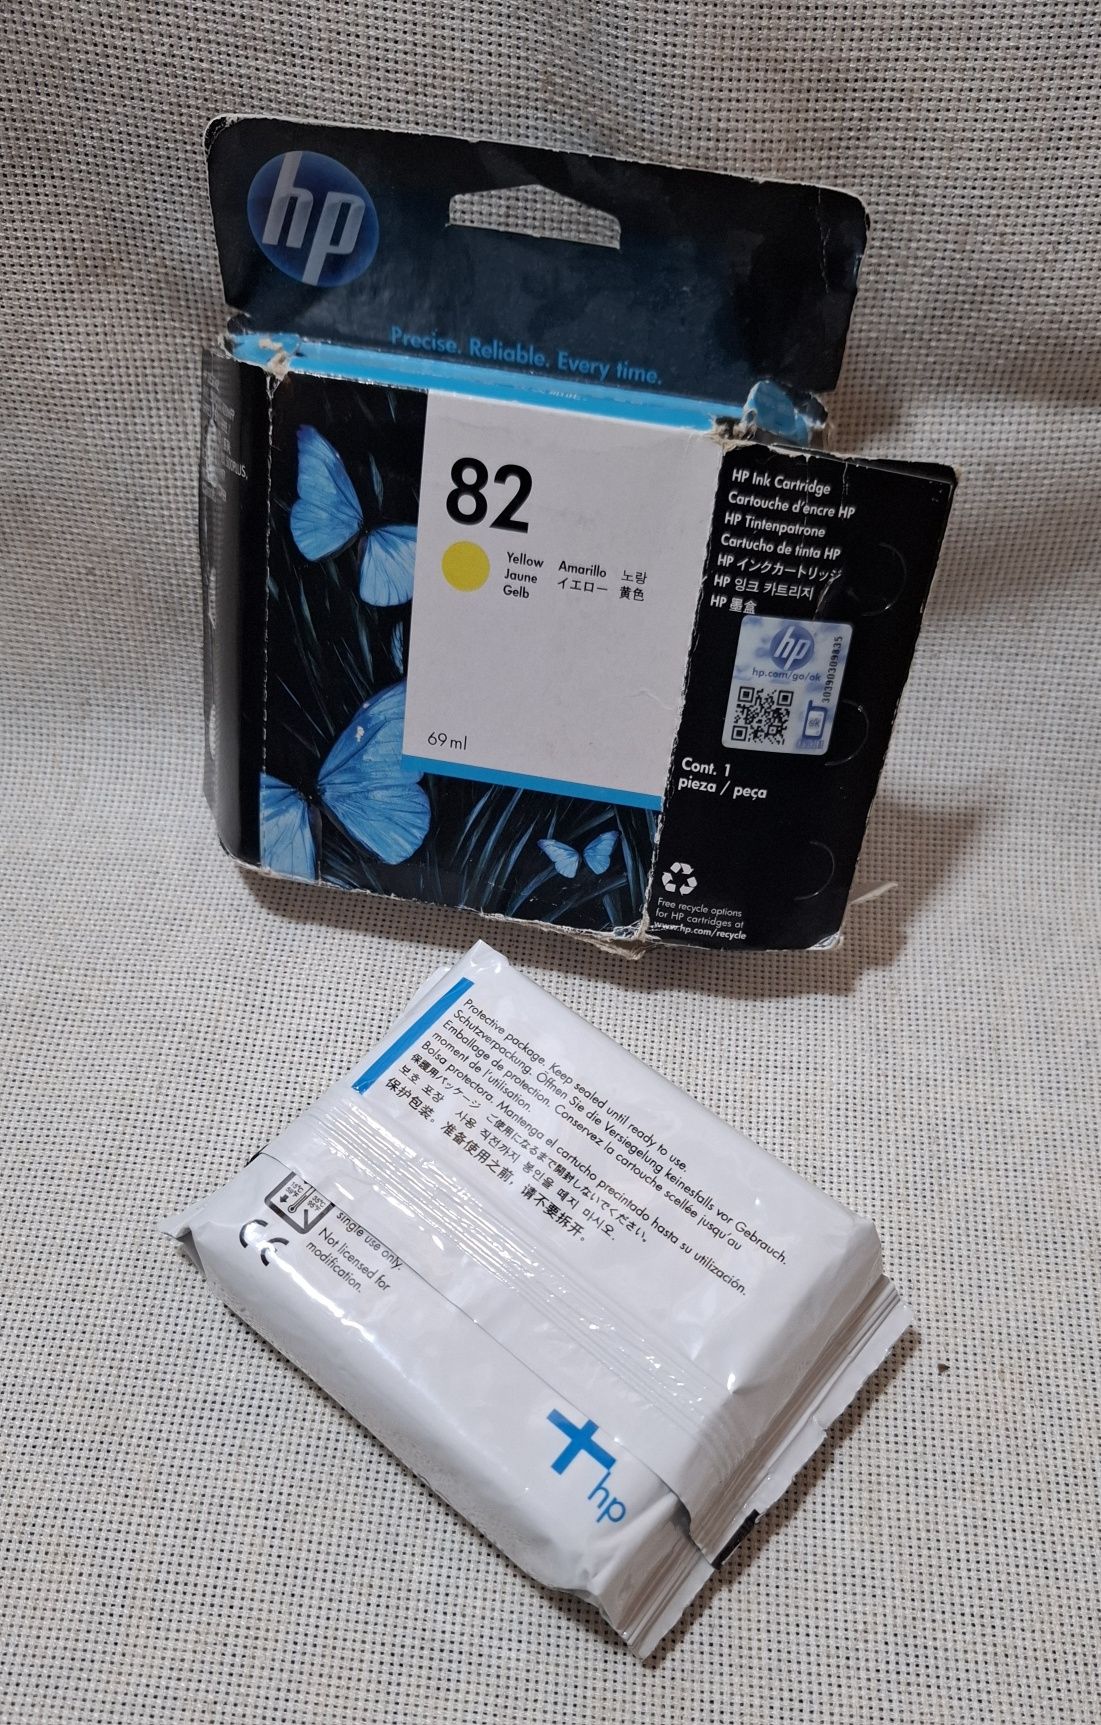 hp
Precise. Reliable. Every time.
82
Yellow Amarillo 노랑
Jaune イエロー 黄色
Gelb
69 ml
HP Ink Cartridge
Cartouche d'encre HP
HP Tintenpatrone
Cartucho de tinta HP
HP インクカートリッジ
HP 잉크 카트리지
HP 墨盒
hp
hp.com/go/ok
30390309835
ok
Cont. 1
pieza / peça
Free recycle options
for HP cartridges at
www.hp.com/recycle
Protective package. Keep sealed until ready to use.
Schutzverpackung. Öffnen Sie die Versiegelung keinesfalls vor Gebrauch.
Emballage de protection. Conservez la cartouche scellée jusqu'au
moment de l'utilisation.
Bolsa protectora. Mantenga el cartucho precintado hasta su utilización.
保護用パッケージ ご使用になるまで開封しないでください。
보호 포장 사용 직전까지 봉인을 떼지 마시오.
保护包装。准备使用之前，请不要拆开。
single use only.
Not licensed for
modification.
CE
hp